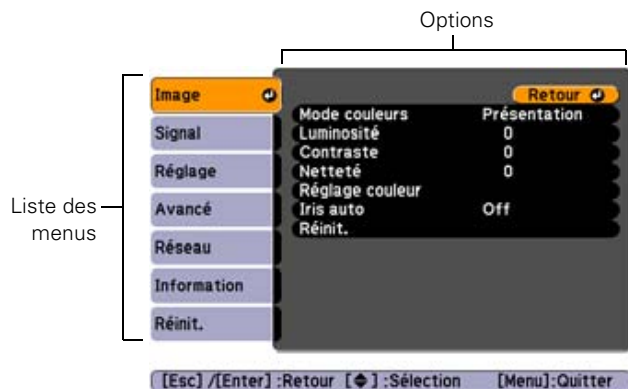 Options
Liste des
menus
Image
Signal
Réglage
Avancé
Réseau
Information
Réinit.
Retour
Mode couleurs Présentation
Luminosité 0
Contraste 0
Netteté 0
Réglage couleur
Iris auto Off
Réinit.
[Esc] /[Enter] :Retour [◆] :Sélection [Menu]:Quitter